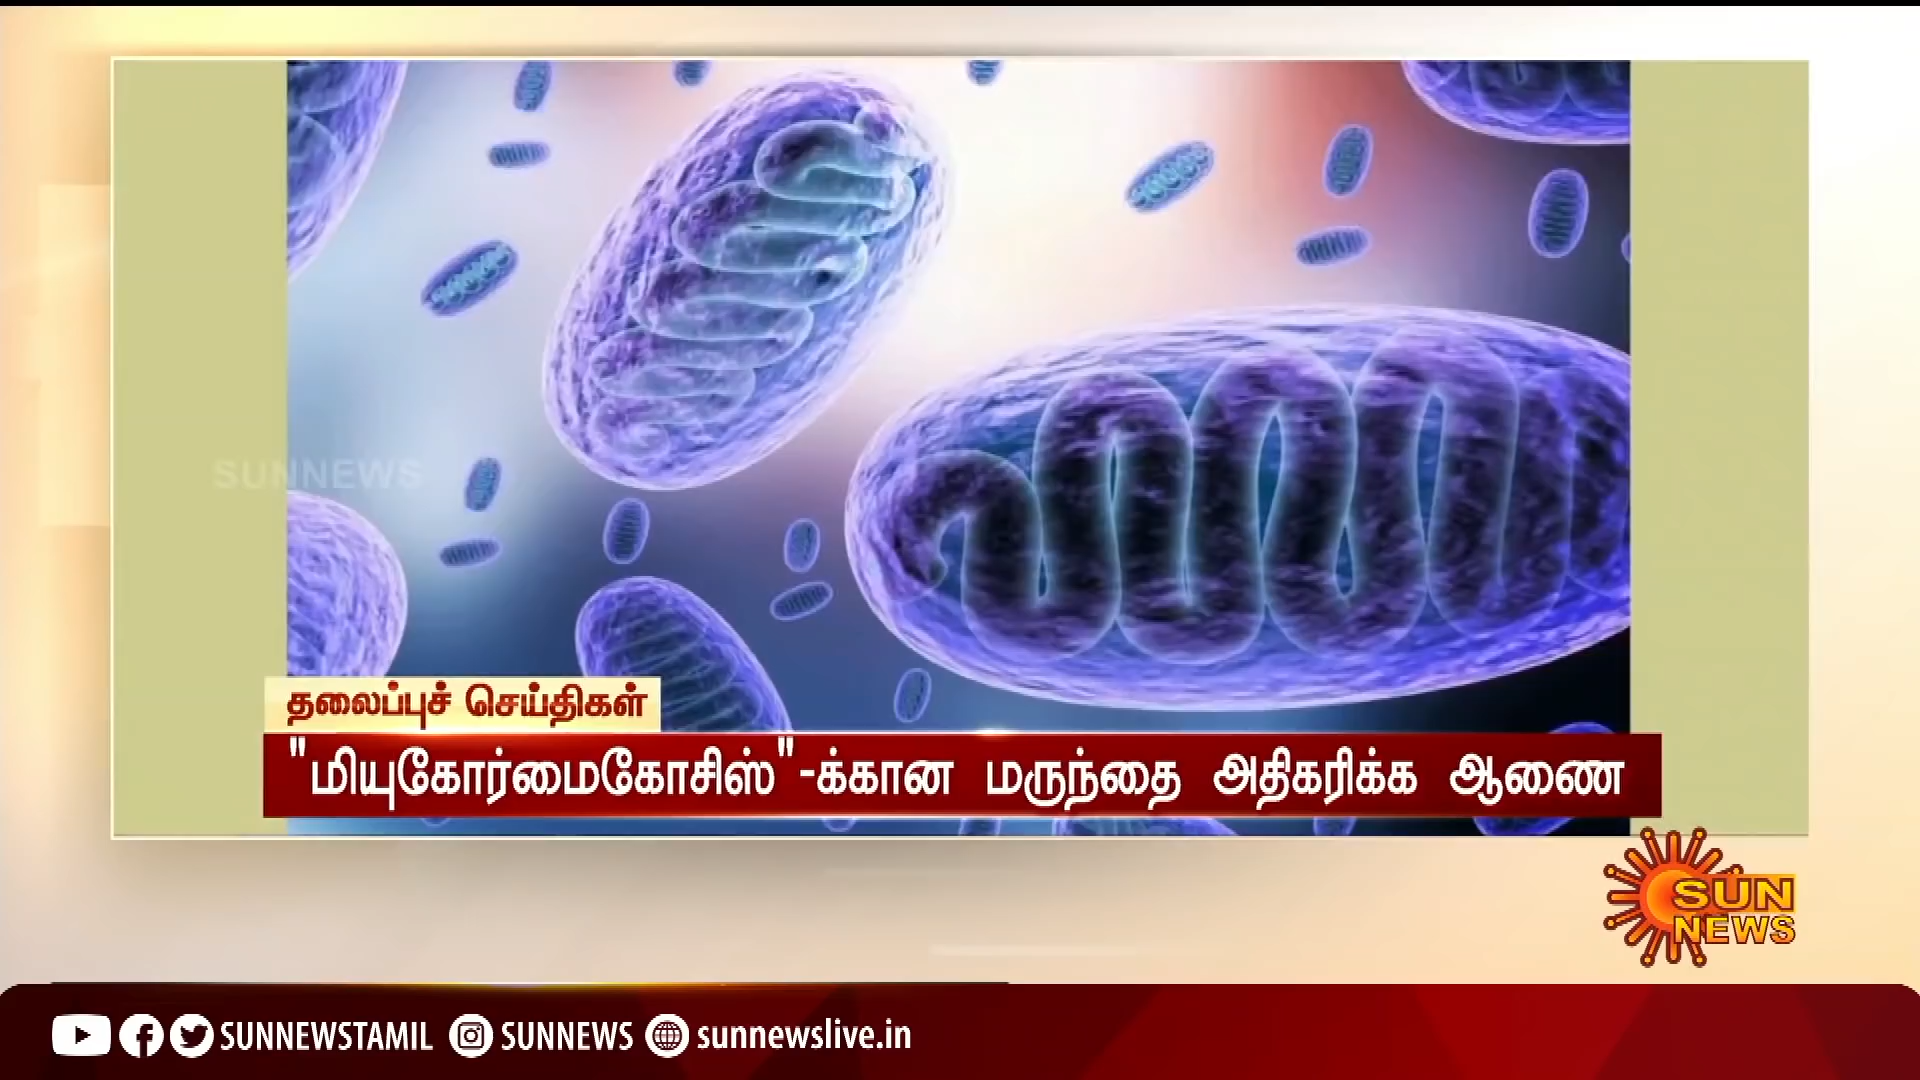 SUNNEWS
தலைப்புச் செய்திகள்
"மியுகோர்மைகோசிஸ்"-க்கான மருந்தை அதிகரிக்க ஆணை
SUN
NEWS
SUNNEWSTAMIL SUNNEWS sunnewslive.in